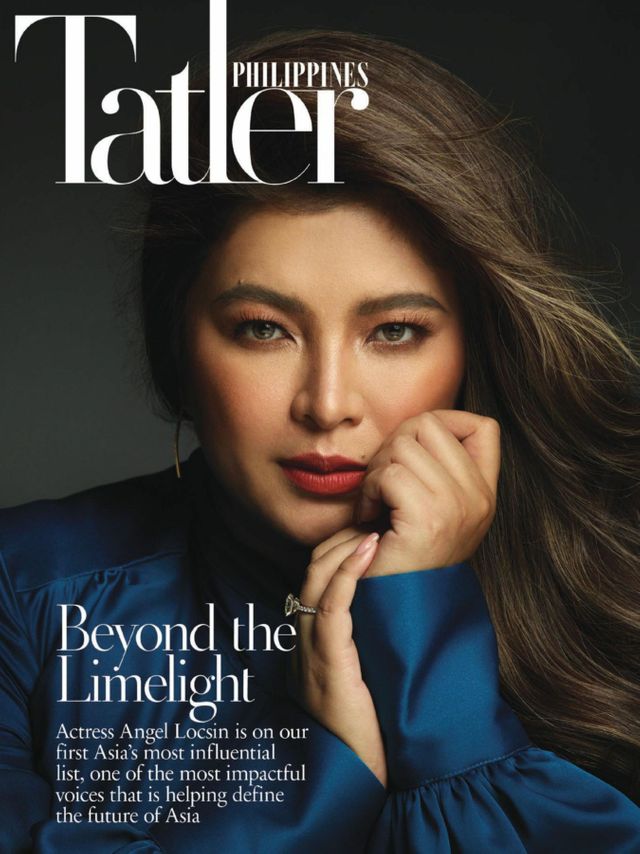 Tatler
PHILIPPINES
Beyond the
Limelight
Actress Angel Locsin is on our
first Asia’s most influential
list, one of the most impactful
voices that is helping define
the future of Asia